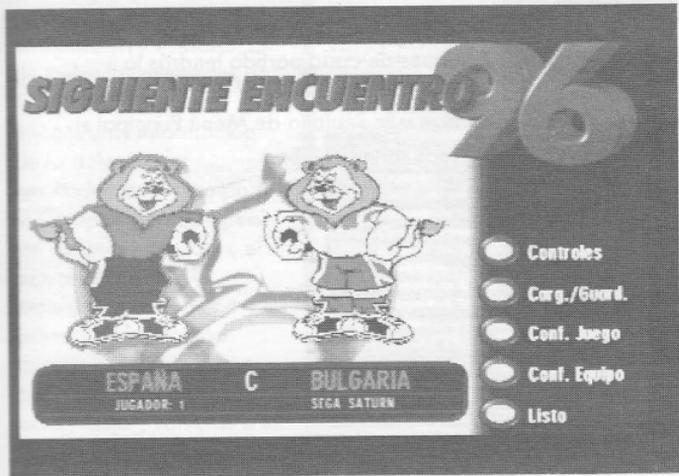 SIGUIENTE ENCUENTRO 96
Controles
Carg./Guard.
Conf. Juego
Conf. Equipo
Listo
ESPAÑA C BULGARIA
JUGADOR: 1 SEGA SATURN